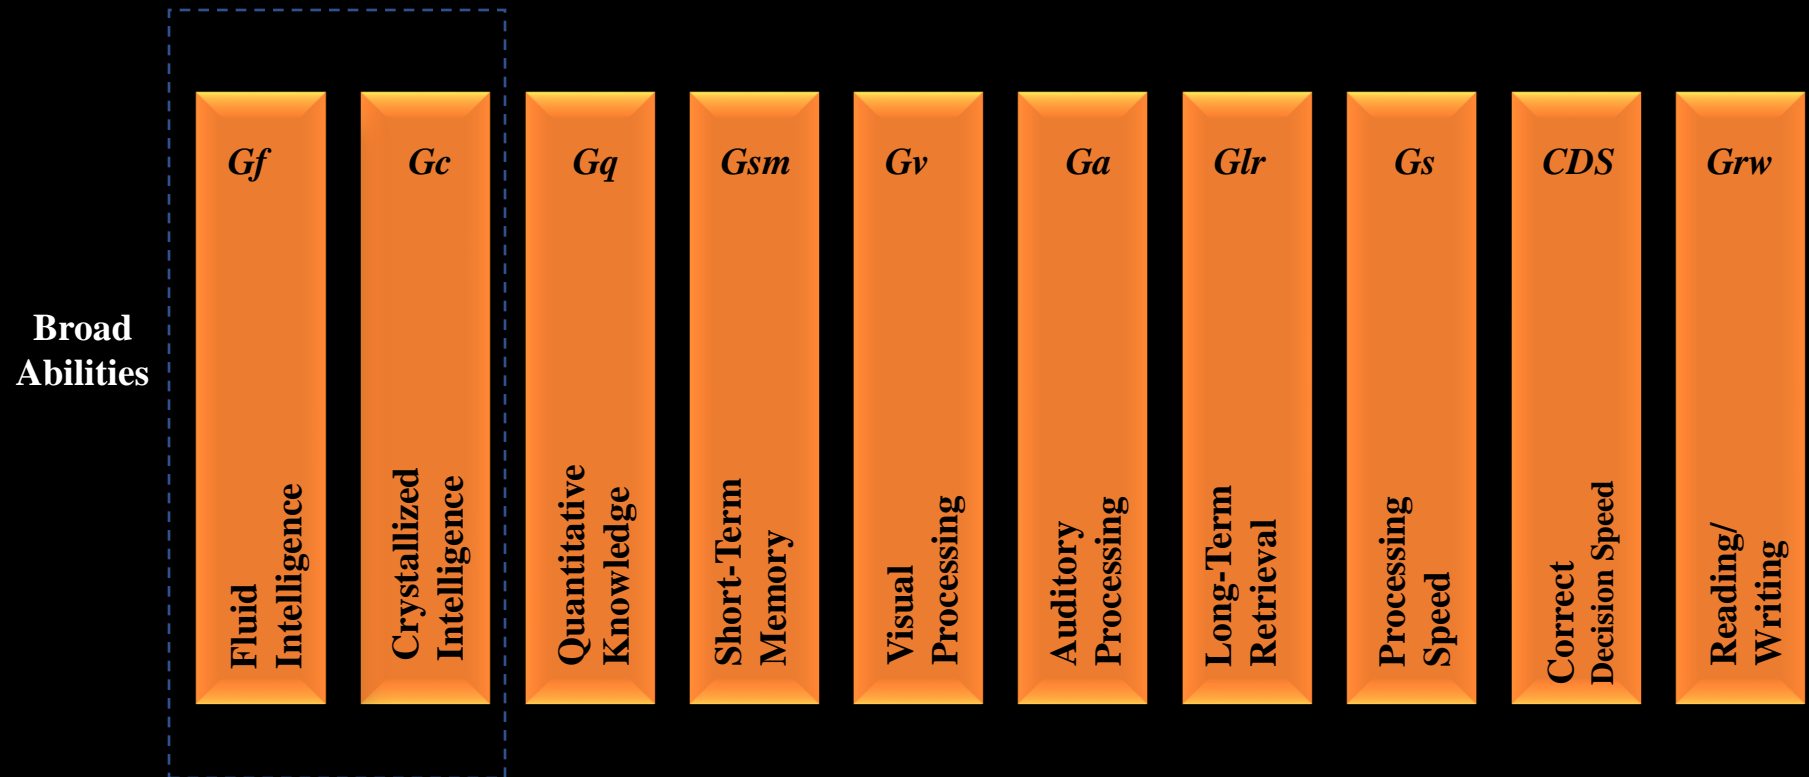 Broad
Abilities
Gf
Fluid
Intelligence
Gc
Crystallized
Intelligence
Gq
Quantitative
Knowledge
Gsm
Short-Term
Memory
Gv
Visual
Processing
Ga
Auditory
Processing
Glr
Long-Term
Retrieval
Gs
Processing
Speed
CDS
Correct
Decision Speed
Grw
Reading/
Writing